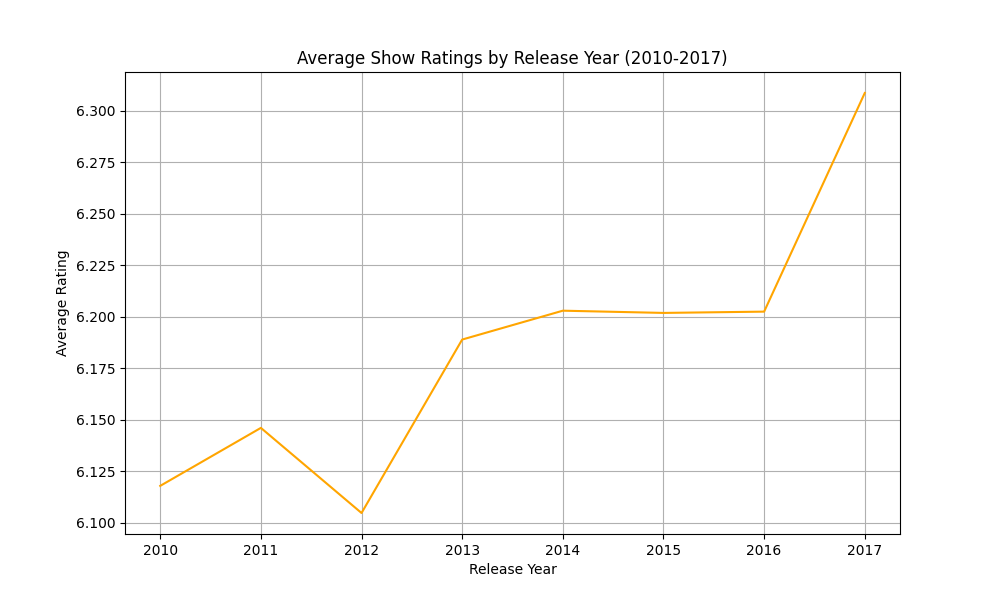 Average Show Ratings by Release Year (2010-2017)
Average Rating
6.300
6.275
6.250
6.225
6.200
6.175
6.150
6.125
6.100
2010 2011 2012 2013 2014 2015 2016 2017
Release Year